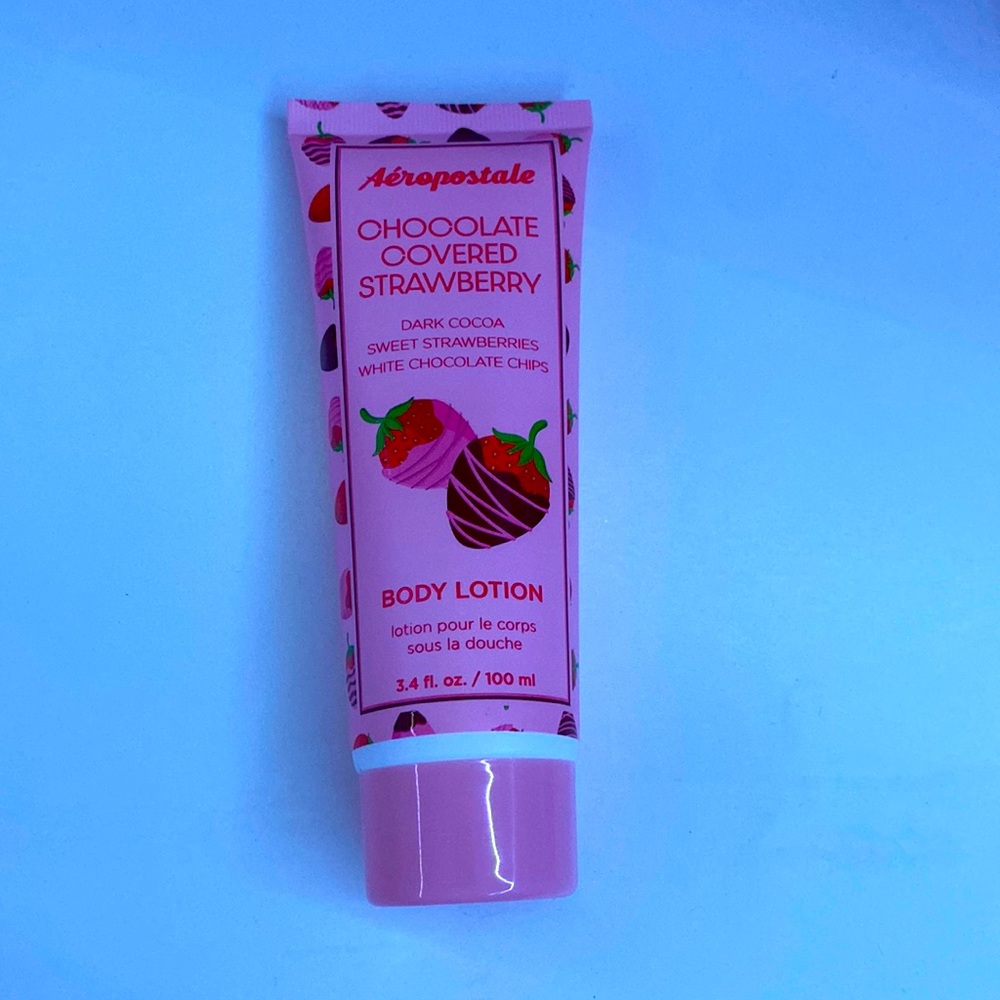 Aéropostale
CHOCOLATE
COVERED
STRAWBERRY
DARK COCOA
SWEET STRAWBERRIES
WHITE CHOCOLATE CHIPS
BODY LOTION
lotion pour le corps
sous la douche
3.4 fl. oz. / 100 ml